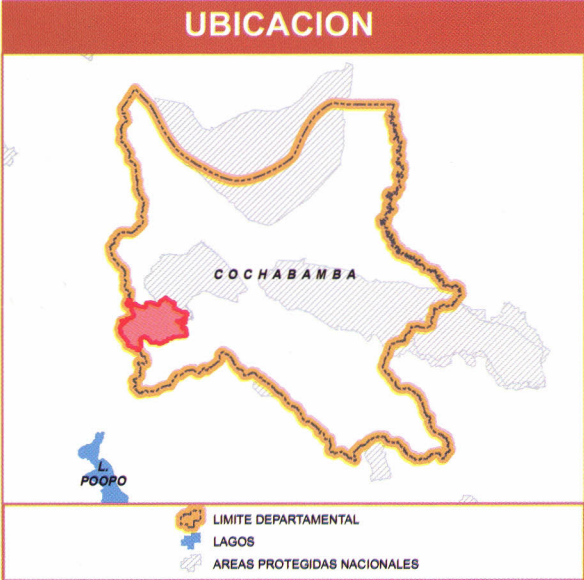 UBICACION
COCHABAMBA
L.
POOPO
LIMITE DEPARTAMENTAL
LAGOS
AREAS PROTEGIDAS NACIONALES